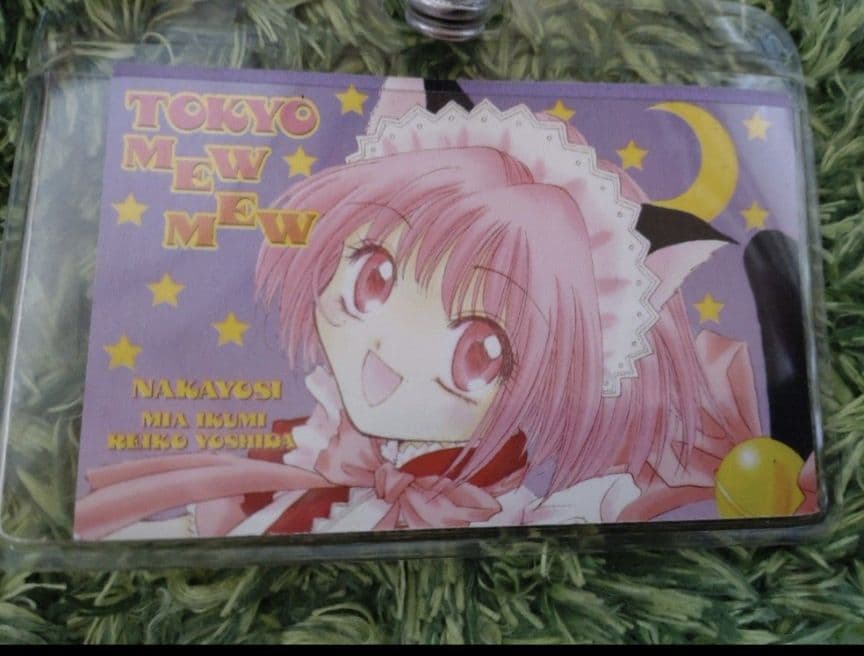 TOKYO
MEW
MEW
NAKAYOSI
MIA IKUMI
REIKO YOSHIDA